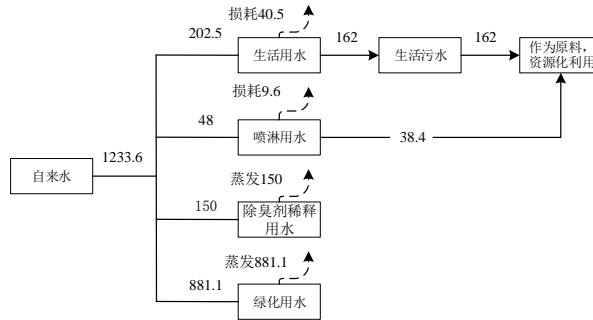 损耗40.5
202.5
生活用水
162
生活污水
162
作为原料,
资源化利用
损耗9.6
48
喷淋用水
38.4
1233.6
自来水
蒸发150
150
除臭剂稀释
用水
蒸发881.1
881.1
绿化用水